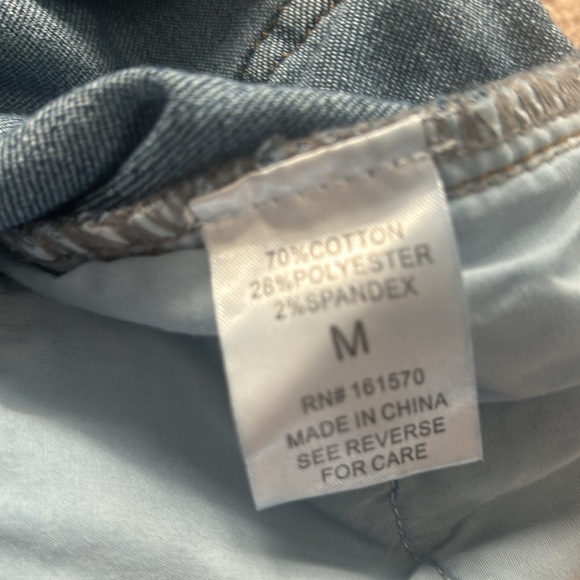 70%COTTON
28%POLYESTER
2%SPANDEX
M
RN# 161570
MADE IN CHINA
SEE REVERSE
FOR CARE